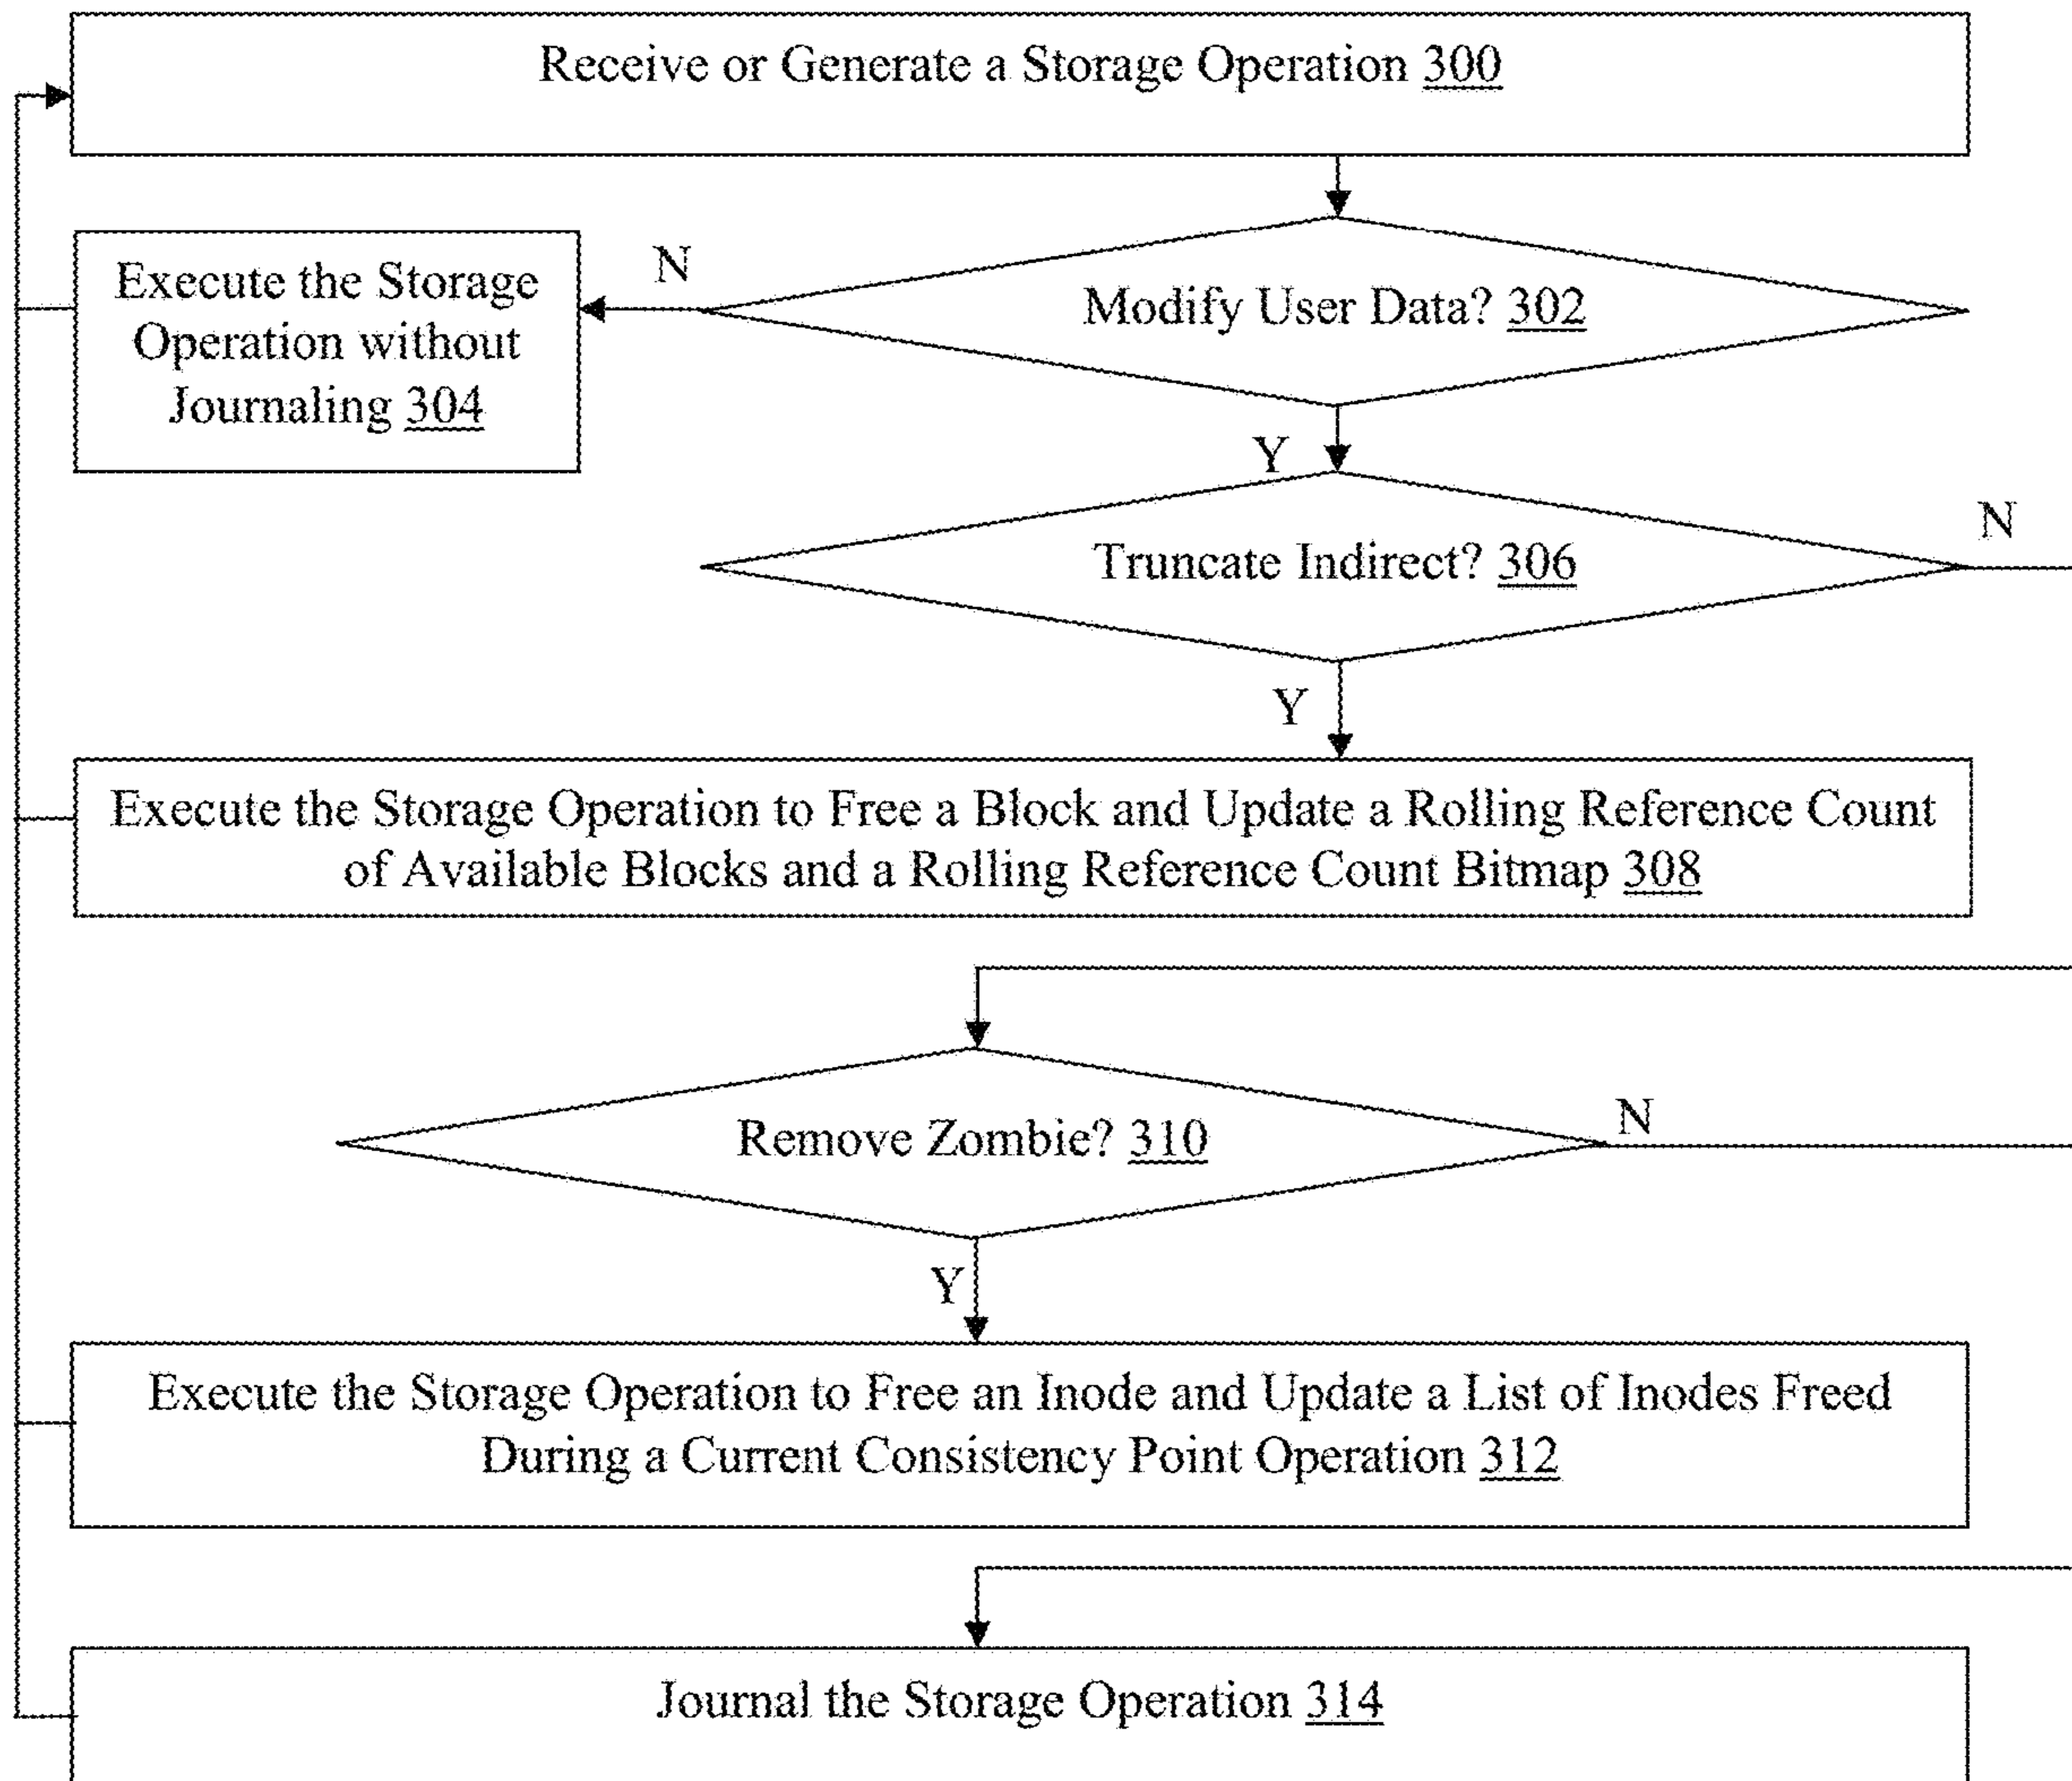 Receive or Generate a Storage Operation 300
N
Execute the Storage
Operation without
Journaling 304
Modify User Data? 302
Y
N
Truncate Indirect? 306
Y
Execute the Storage Operation to Free a Block and Update a Rolling Reference Count
of Available Blocks and a Rolling Reference Count Bitmap 308
Remove Zombie? 310
N
Y
Execute the Storage Operation to Free an Inode and Update a List of Inodes Freed
During a Current Consistency Point Operation 312
Journal the Storage Operation 314